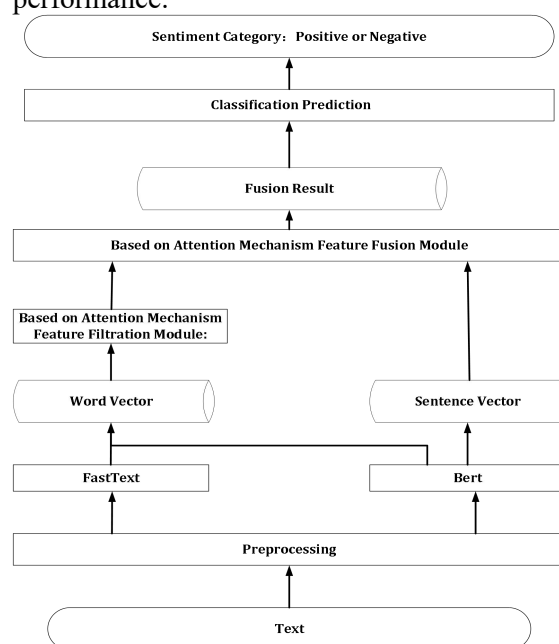 performance.
Sentiment Category：Positive or Negative
Classification Prediction
Fusion Result
Based on Attention Mechanism Feature Fusion Module
Based on Attention Mechanism
Feature Filtration Module:
Word Vector
Sentence Vector
FastText
Bert
Preprocessing
Text